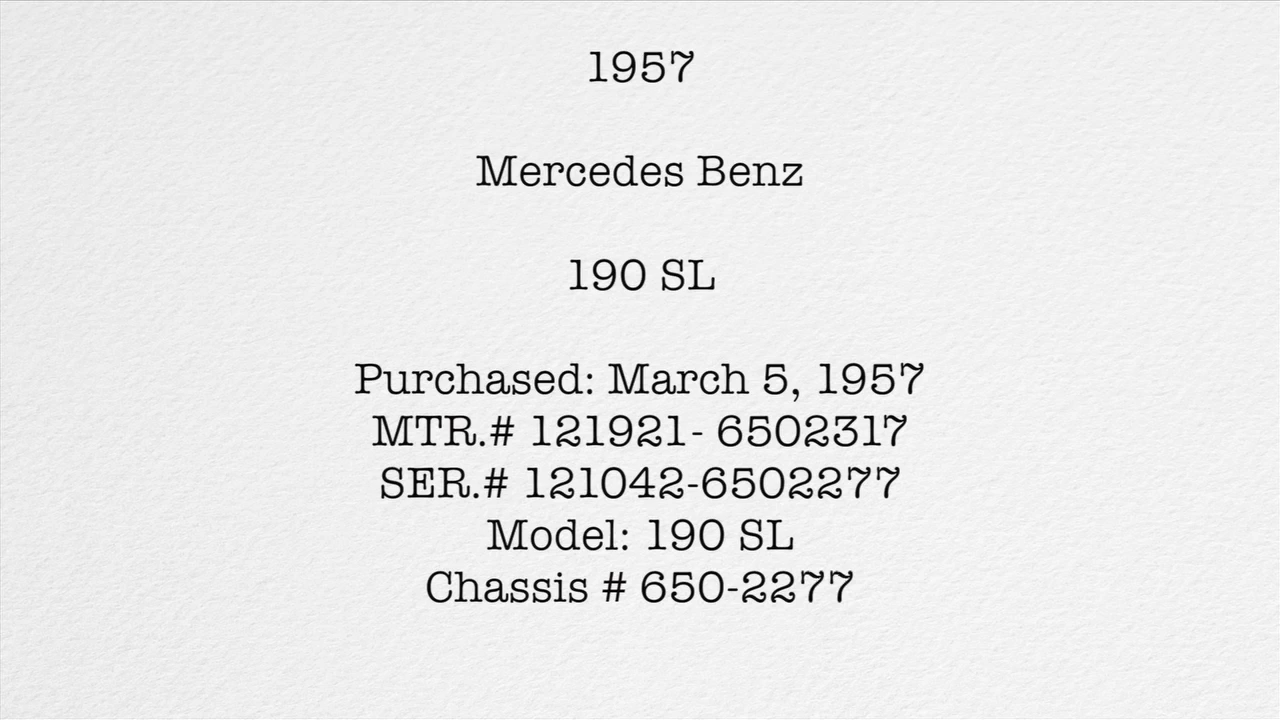 1957
Mercedes Benz
190 SL
Purchased: March 5, 1957
MTR.# 121921- 6502317
SER.# 121042-6502277
Model: 190 SL
Chassis # 650-2277